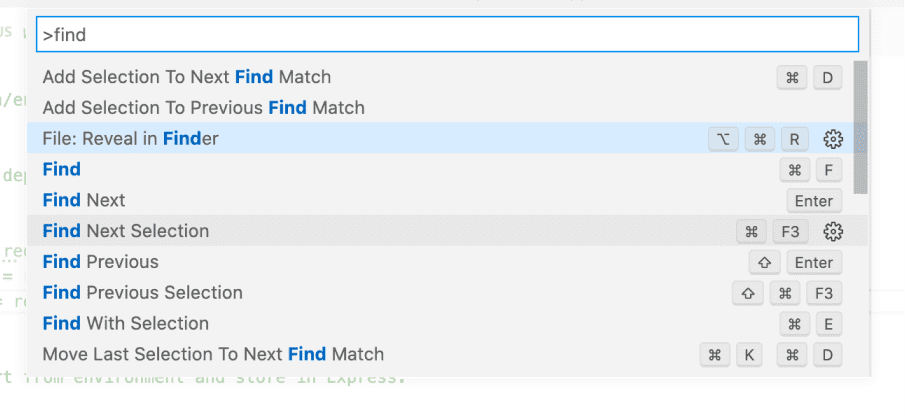 >find
Add Selection To Next Find Match ⌘ D
Add Selection To Previous Find Match
File: Reveal in Finder ⌥ ⌘ R
Find ⌘ F
Find Next Enter
Find Next Selection ⌘ F3
Find Previous ⇧ Enter
Find Previous Selection ⇧ ⌘ F3
Find With Selection ⌘ E
Move Last Selection To Next Find Match ⌘ K ⌘ D
from environment and store in Express.